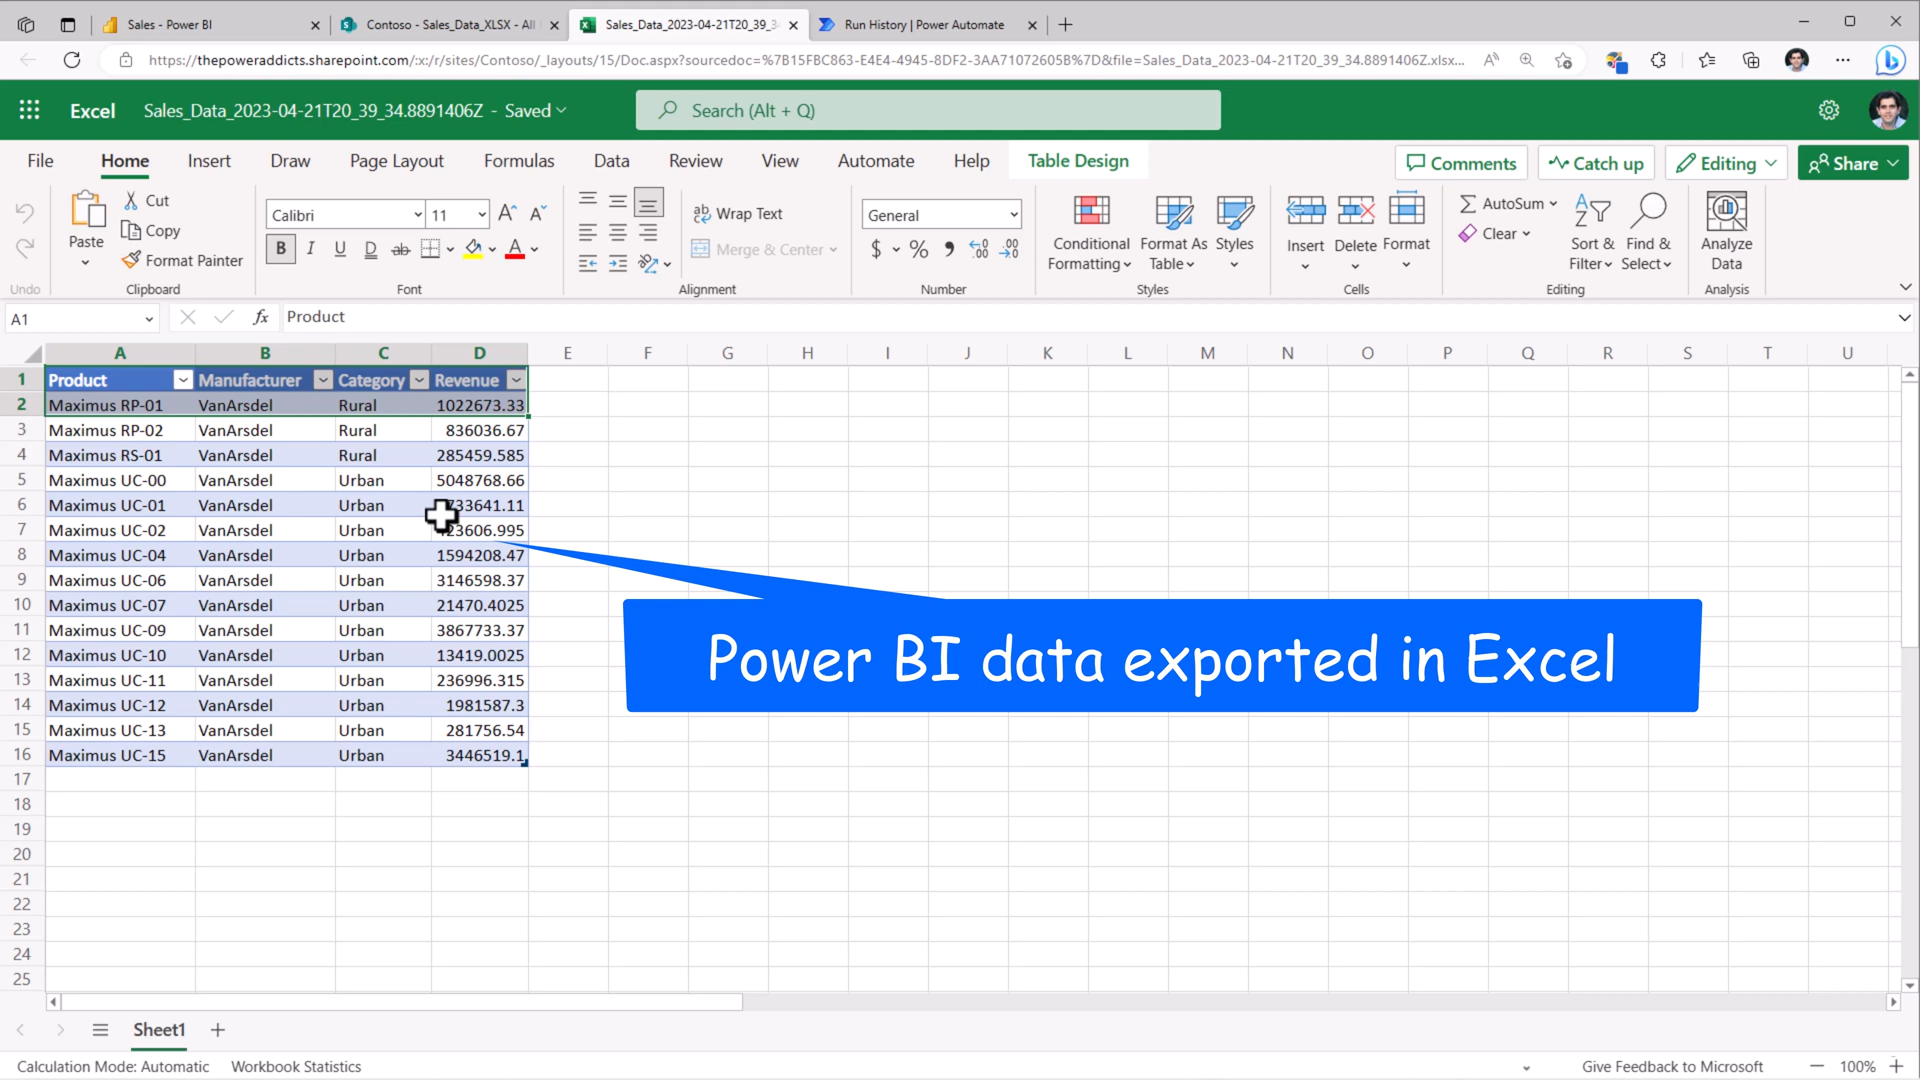 Sales - Power BI
Contoso - Sales_Data_XLSX - All
Sales_Data_2023-04-21T20_39_3
Run History | Power Automate
https://thepoweraddicts.sharepoint.com/:x:/r/sites/Contoso/_layouts/15/Doc.aspx?sourcedoc=%7B15FBC863-E4E4-4945-8DF2-3AA71072605B%7D&file=Sales_Data_2023-04-21T20_39_34.8891406Z.xlsx...
Excel
Sales_Data_2023-04-21T20_39_34.8891406Z - Saved
Search (Alt + Q)
File Home Insert Draw Page Layout Formulas Data Review View Automate Help Table Design
Comments Catch up Editing Share
Paste
Cut
Copy
Format Painter
Calibri 11
B I U D ab A
Wrap Text
Merge & Center
General
$ % 9 .00 .00
Conditional Formatting
Format As Table
Styles
Insert Delete Format
AutoSum
Clear
Sort & Filter
Find & Select
Analyze Data
Undo Clipboard Font Alignment Number Styles Cells Editing Analysis
A1 fx Product
A B C D E F G H I J K L M N O P Q R S T U
1 Product Manufacturer Category Revenue
2 Maximus RP-01 VanArsdel Rural 1022673.33
3 Maximus RP-02 VanArsdel Rural 836036.67
4 Maximus RS-01 VanArsdel Rural 285459.585
5 Maximus UC-00 VanArsdel Urban 5048768.66
6 Maximus UC-01 VanArsdel Urban 33641.11
7 Maximus UC-02 VanArsdel Urban 23606.995
8 Maximus UC-04 VanArsdel Urban 1594208.47
9 Maximus UC-06 VanArsdel Urban 3146598.37
10 Maximus UC-07 VanArsdel Urban 21470.4025
11 Maximus UC-09 VanArsdel Urban 3867733.37
12 Maximus UC-10 VanArsdel Urban 13419.0025
13 Maximus UC-11 VanArsdel Urban 236996.315
14 Maximus UC-12 VanArsdel Urban 1981587.3
15 Maximus UC-13 VanArsdel Urban 281756.54
16 Maximus UC-15 VanArsdel Urban 3446519.1
17
18
19
20
21
22
23
24
25
Power BI data exported in Excel
Sheet1
Calculation Mode: Automatic Workbook Statistics
Give Feedback to Microsoft 100%